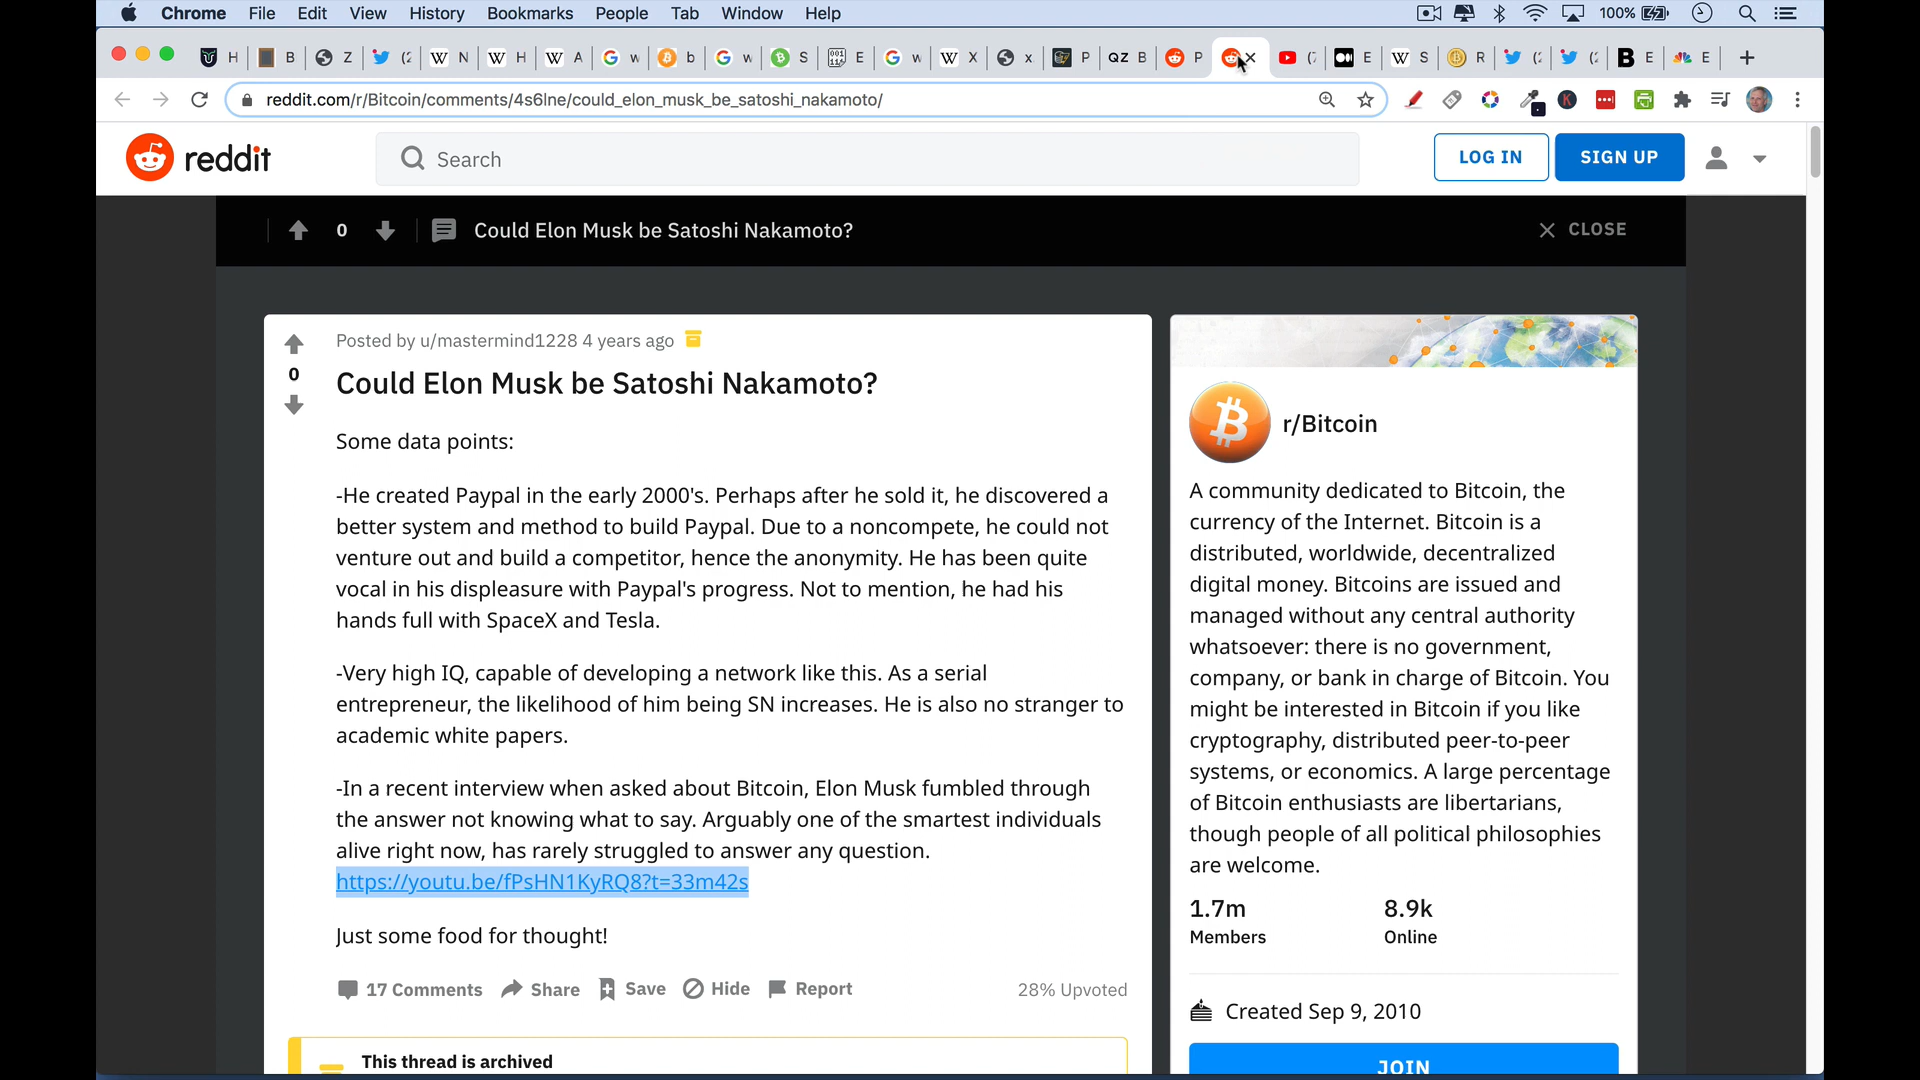 Chrome File Edit View History Bookmarks People Tab Window Help 100%
H B Z (2 W N W H W A w b w S E w W X x P QZ B P ( E W S R (2 (2 B E E
reddit.com/r/Bitcoin/comments/4s6lne/could_elon_musk_be_satoshi_nakamoto/
reddit Search LOG IN SIGN UP
0 Could Elon Musk be Satoshi Nakamoto? CLOSE
Posted by u/mastermind1228 4 years ago
0
Could Elon Musk be Satoshi Nakamoto?
Some data points:
-He created Paypal in the early 2000's. Perhaps after he sold it, he discovered a
better system and method to build Paypal. Due to a noncompete, he could not
venture out and build a competitor, hence the anonymity. He has been quite
vocal in his displeasure with Paypal's progress. Not to mention, he had his
hands full with SpaceX and Tesla.
-Very high IQ, capable of developing a network like this. As a serial
entrepreneur, the likelihood of him being SN increases. He is also no stranger to
academic white papers.
-In a recent interview when asked about Bitcoin, Elon Musk fumbled through
the answer not knowing what to say. Arguably one of the smartest individuals
alive right now, has rarely struggled to answer any question.
https://youtu.be/fPsHN1KyRQ8?t=33m42s
Just some food for thought!
17 Comments Share Save Hide Report 28% Upvoted
This thread is archived
r/Bitcoin
A community dedicated to Bitcoin, the
currency of the Internet. Bitcoin is a
distributed, worldwide, decentralized
digital money. Bitcoins are issued and
managed without any central authority
whatsoever: there is no government,
company, or bank in charge of Bitcoin. You
might be interested in Bitcoin if you like
cryptography, distributed peer-to-peer
systems, or economics. A large percentage
of Bitcoin enthusiasts are libertarians,
though people of all political philosophies
are welcome.
1.7m 8.9k
Members Online
Created Sep 9, 2010
JOIN